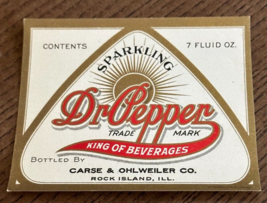 CONTENTS 7 FLUID OZ.
SPARKLING
Dr. Pepper
TRADE MARK
KING OF BEVERAGES
BOTTLED BY
CARSE & OHLWEILER CO.
ROCK ISLAND, ILL.